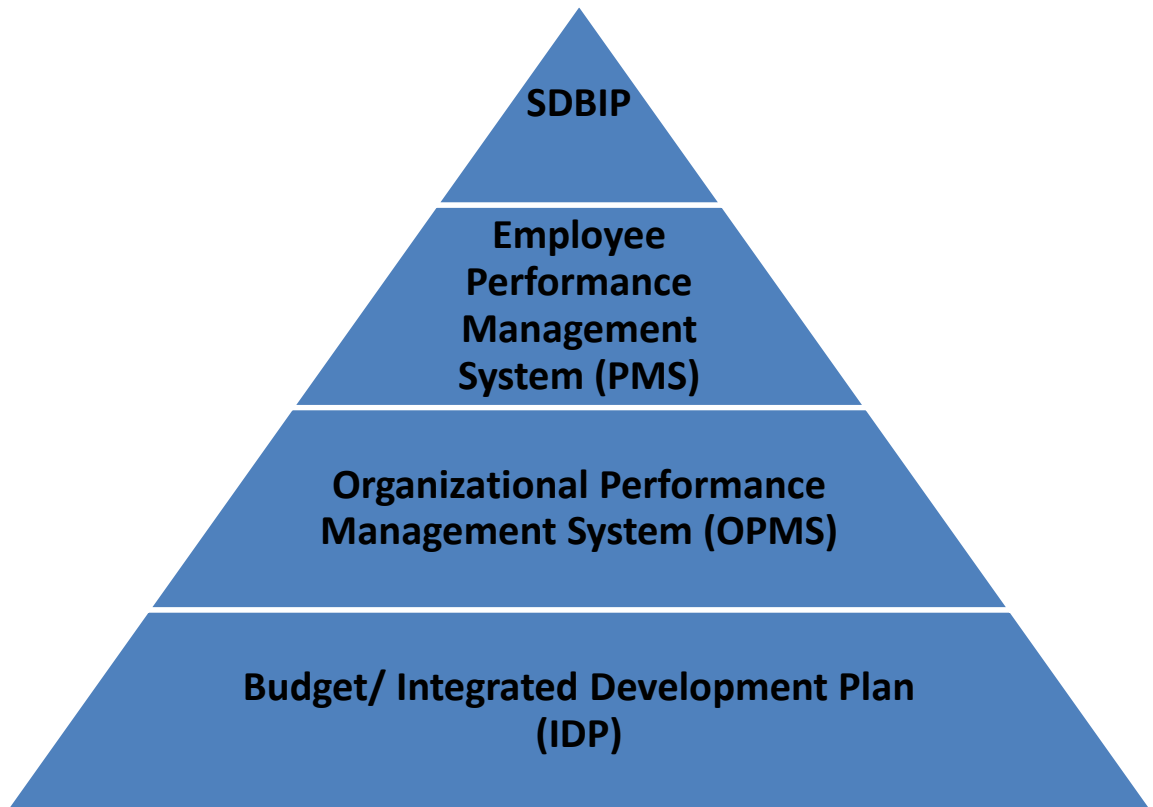 SDBIP
Employee
Performance
Management
System (PMS)
Organizational Performance
Management System (OPMS)
Budget/ Integrated Development Plan
(IDP)